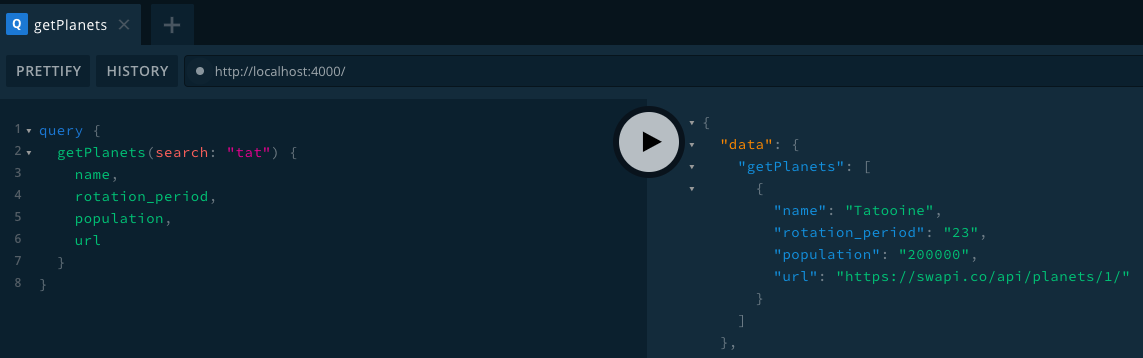 Q getPlanets ×
+
PRETTIFY HISTORY http://localhost:4000/
1 query {
2 getPlanets(search: "tat") {
3 name,
4 rotation_period,
5 population,
6 url
7 }
8 }
{
"data": {
"getPlanets": [
{
"name": "Tatooine",
"rotation_period": "23",
"population": "200000",
"url": "https://swapi.co/api/planets/1/"
}
]
},